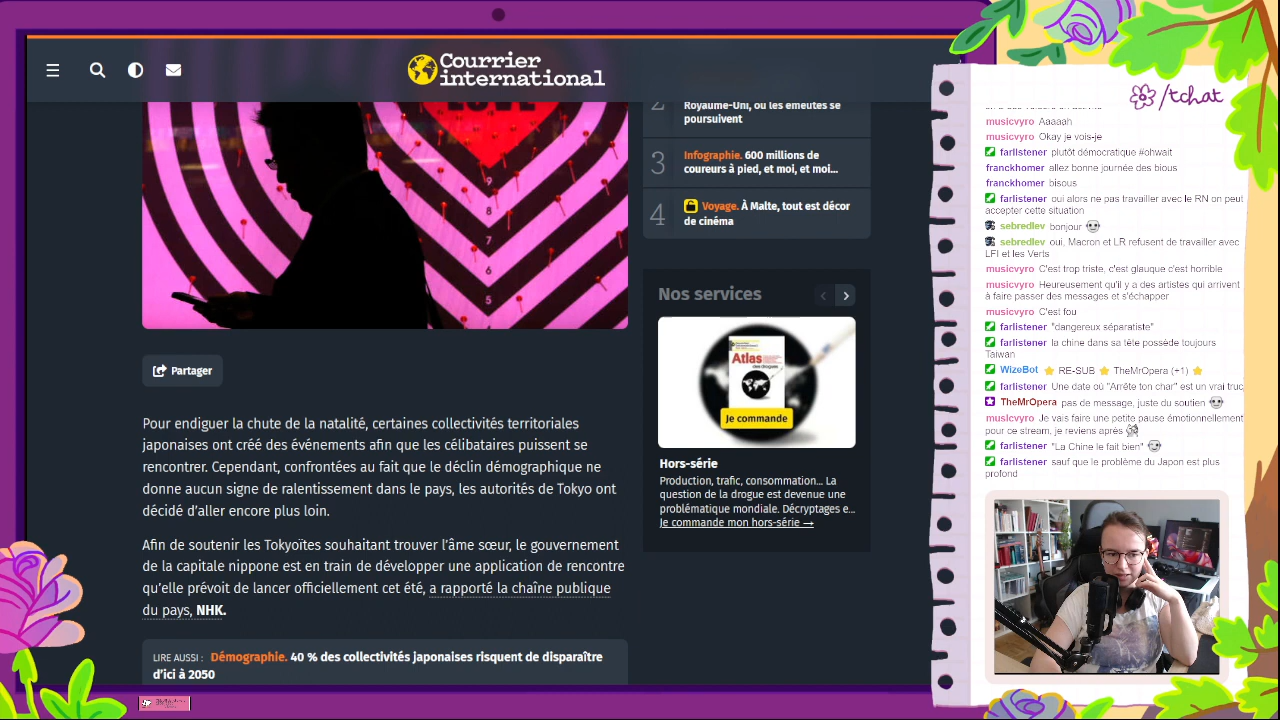 Courrier
international
9
8
7
6
5
Partager
Pour endiguer la chute de la natalité, certaines collectivités territoriales
japonaises ont créé des événements afin que les célibataires puissent se
rencontrer. Cependant, confrontées au fait que le déclin démographique ne
donne aucun signe de ralentissement dans le pays, les autorités de Tokyo ont
décidé d'aller encore plus loin.
Afin de soutenir les Tokyoïtes souhaitant trouver l'âme sœur, le gouvernement
de la capitale nippone est en train de développer une application de rencontre
qu'elle prévoit de lancer officiellement cet été, a rapporté la chaîne publique
du pays, NHK.
LIRE AUSSI : Démographie. 40 % des collectivités japonaises risquent de disparaître
d'ici à 2050
2
Royaume-Uni, où les émeutes se
poursuivent
3
Infographie. 600 millions de
coureurs à pied, et moi, et moi…
4
Voyage. À Malte, tout est décor
de cinéma
Nos services
Atlas
des drogues
Je commande
Hors-série
Production, trafic, consommation… La
question de la drogue est devenue une
problématique mondiale. Décryptages e…
Je commande mon hors-série →
/tchat
musicvyro Aaaaah
musicvyro Okay je vois-je
farlistener plutôt démocratique #ohwait
franckhomer allez bonne journée des bious
franckhomer bisous
farlistener oui alors ne pas travailler avec le RN on peut
accepter cette situation
sebredlev bonjour
sebredlev oui, Macron et LR refusent de travailler avec
LFI et les Verts
musicvyro C'est trop triste, c'est glauque c'est horrible
musicvyro Heureusement qu'il y a des artistes qui arrivent
à faire passer des messages et s'échapper
musicvyro C'est fou
farlistener "dangereux séparatiste"
farlistener la chine dans sa tête possède toujours
Taiwan
WizeBot RE-SUB TheMrOpera (+1)
farlistener Une date où "Arrête ton char" est un vrai truc
TheMrOpera pas de message, juste du soutien
musicvyro Je vais faire une petite pause émotionnellement
pour ce stream, je reviens après
farlistener "La Chine le fait bien"
farlistener sauf que le problème du Japon est plus
profond